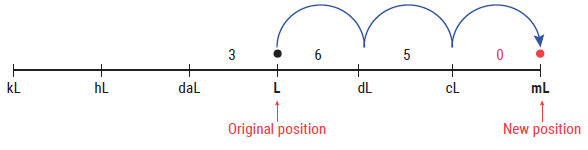 3 6 5 0
kL hL daL L dL cL mL
Original position New position